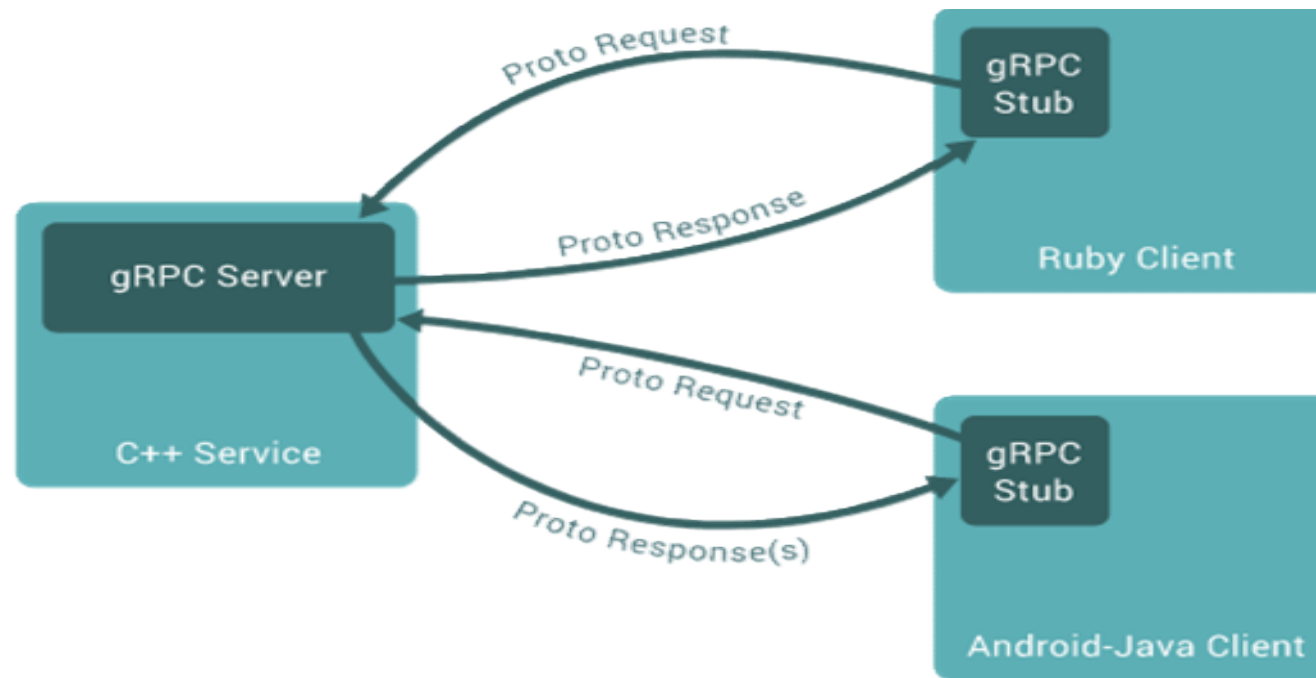 Proto Request
gRPC
Stub
Proto Response
Ruby Client
gRPC Server
C++ Service
Proto Request
gRPC
Stub
Proto Response(s)
Android-Java Client